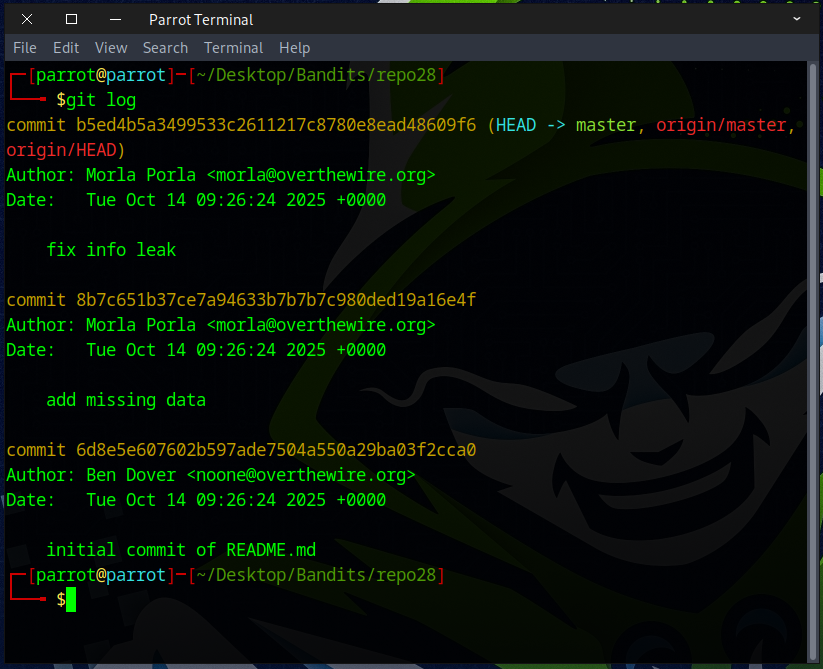 Parrot Terminal
File Edit View Search Terminal Help
[parrot@parrot]─[~/Desktop/Bandits/repo28]
$git log
commit b5ed4b5a3499533c2611217c8780e8ead48609f6 (HEAD -> master, origin/master,
origin/HEAD)
Author: Morla Porla <morla@overthewire.org>
Date:   Tue Oct 14 09:26:24 2025 +0000
fix info leak
commit 8b7c651b37ce7a94633b7b7b7c980ded19a16e4f
Author: Morla Porla <morla@overthewire.org>
Date:   Tue Oct 14 09:26:24 2025 +0000
add missing data
commit 6d8e5e607602b597ade7504a550a29ba03f2cca0
Author: Ben Dover <noone@overthewire.org>
Date:   Tue Oct 14 09:26:24 2025 +0000
initial commit of README.md
[parrot@parrot]─[~/Desktop/Bandits/repo28]
$